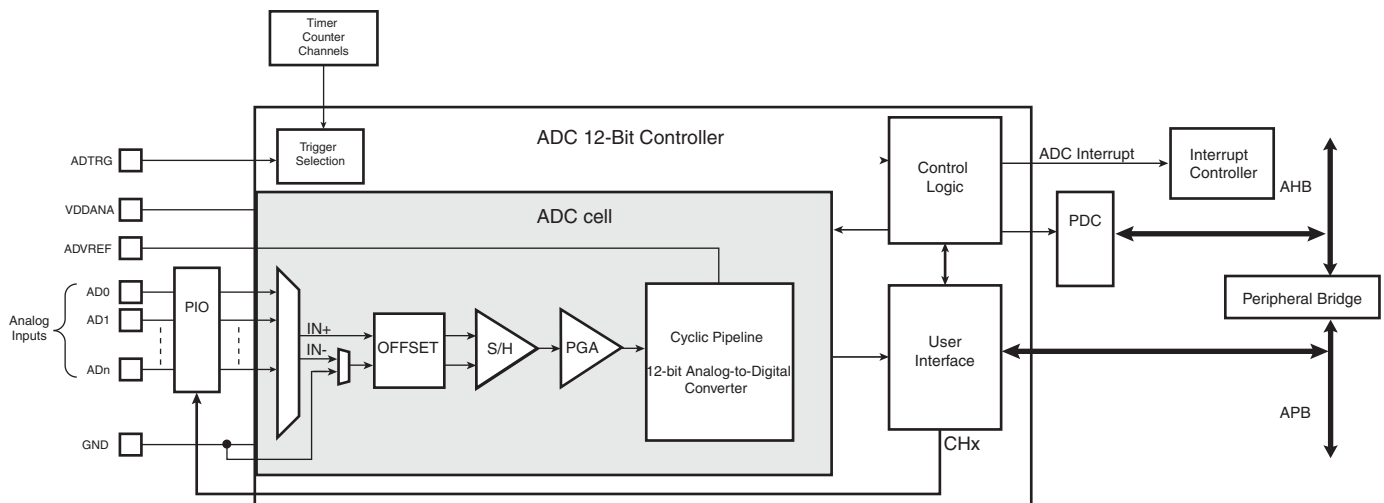 Timer
Counter
Channels
ADC 12-Bit Controller
Trigger
Selection
ADTRG
Control
Logic
ADC Interrupt
Interrupt
Controller
AHB
VDDANA
ADC cell
PDC
ADVREF
Analog
Inputs
AD0
AD1
ADn
PIO
IN+
IN-
OFFSET
S/H
PGA
Cyclic Pipeline
12-bit Analog-to-Digital
Converter
User
Interface
Peripheral Bridge
APB
GND
CHx